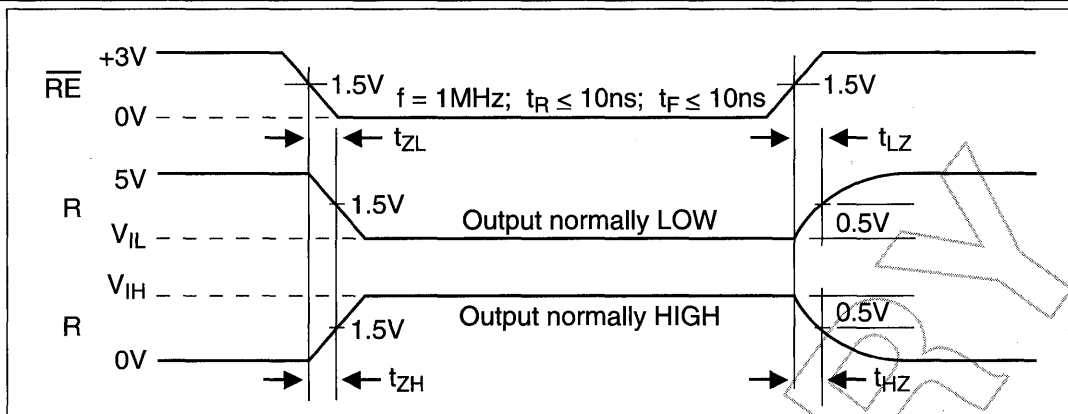 +3V
RE
1.5V
f = 1MHz; tR ≤ 10ns; tF ≤ 10ns
1.5V
0V
tZL
tLZ
5V
R
1.5V
Output normally LOW
0.5V
VIL
VIH
R
1.5V
Output normally HIGH
0.5V
0V
tZH
tHZ